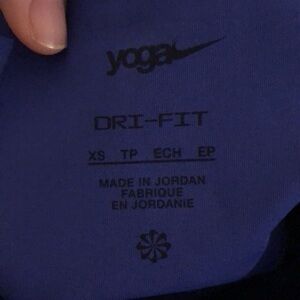 yoga
DRI-FIT
XS TP ECH EP
MADE IN JORDAN
FABRIQUE
EN JORDANIE